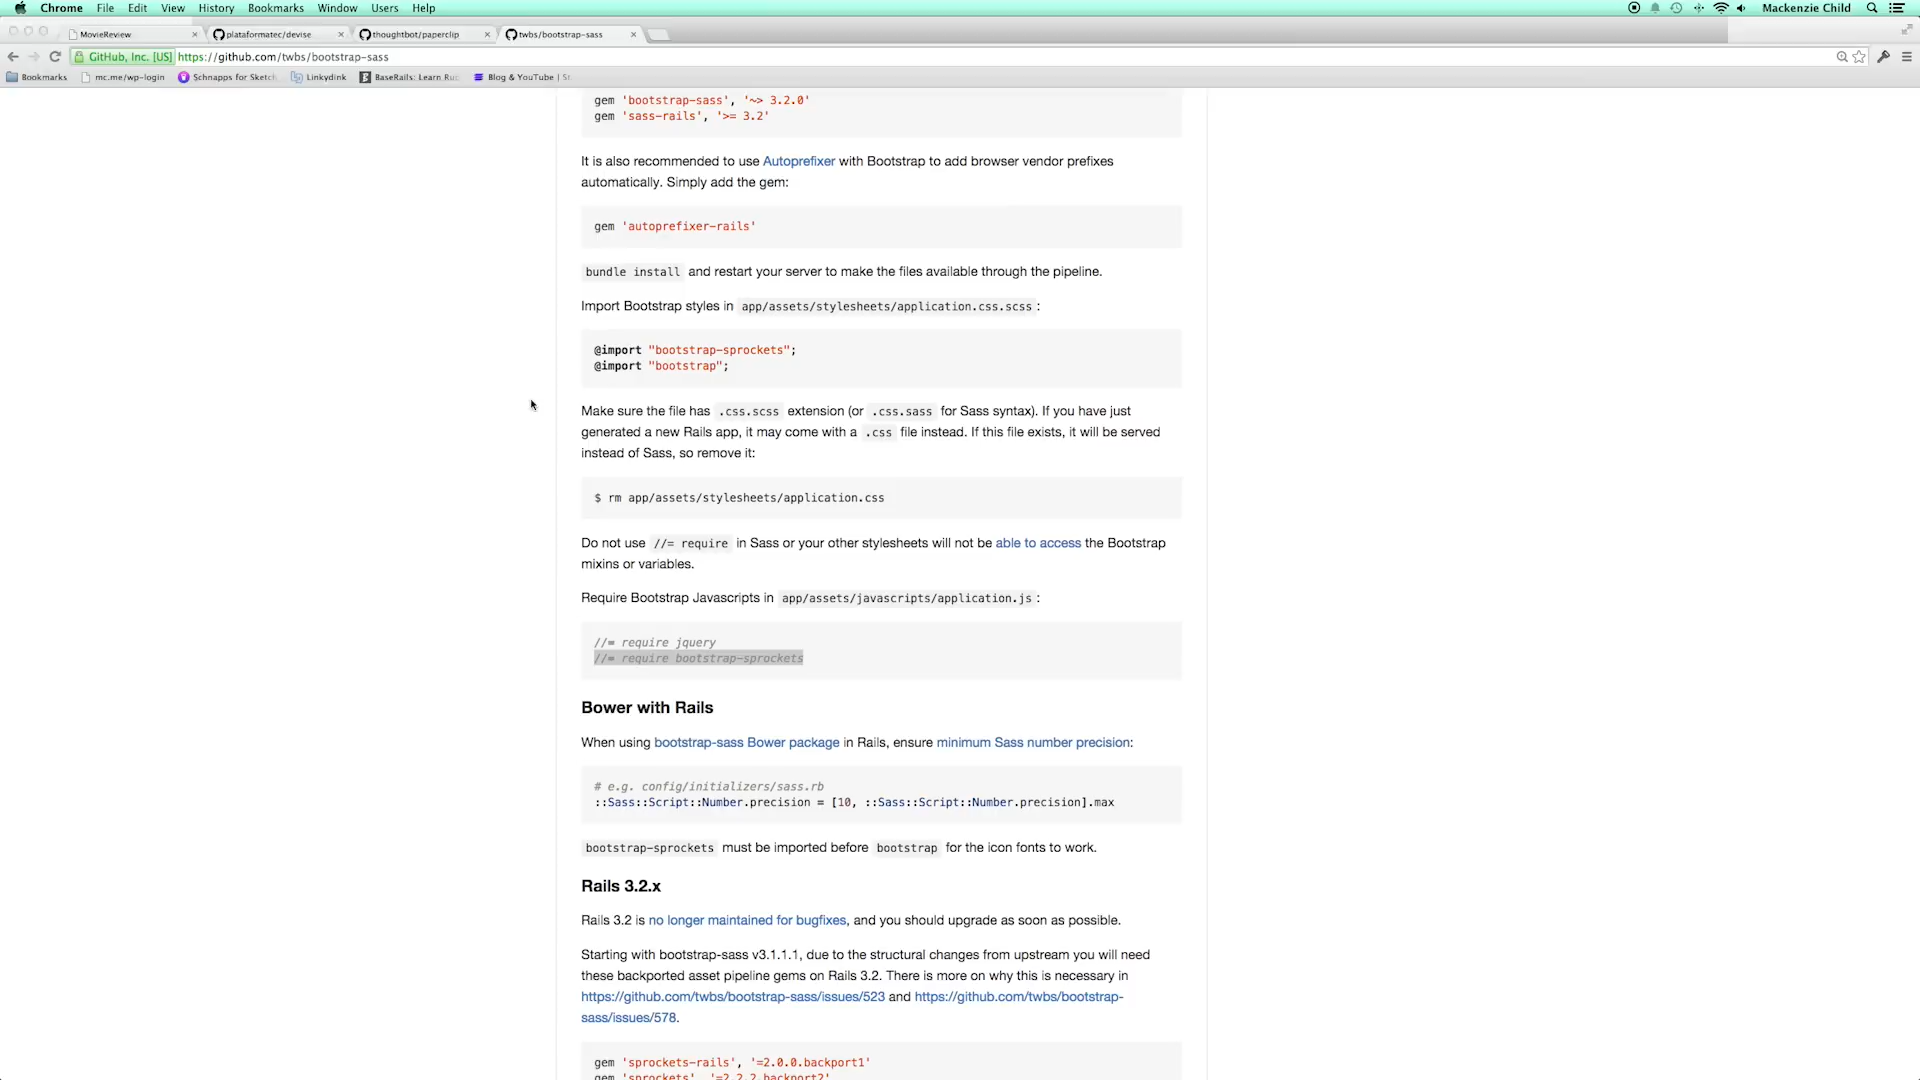 Chrome File Edit View History Bookmarks Window Users Help Mackenzie Child
MovieReview plataformatec/devise thoughtbot/paperclip twbs/bootstrap-sass
GitHub, Inc. [US] https://github.com/twbs/bootstrap-sass
Bookmarks mc.me/wp-login Schnapps for Sketch Linkydink BaseRails: Learn Ru Blog & YouTube | St
gem 'bootstrap-sass', '~> 3.2.0'
gem 'sass-rails', '>= 3.2'
It is also recommended to use Autoprefixer with Bootstrap to add browser vendor prefixes
automatically. Simply add the gem:
gem 'autoprefixer-rails'
bundle install and restart your server to make the files available through the pipeline.
Import Bootstrap styles in app/assets/stylesheets/application.css.scss :
@import "bootstrap-sprockets";
@import "bootstrap";
Make sure the file has .css.scss extension (or .css.sass for Sass syntax). If you have just
generated a new Rails app, it may come with a .css file instead. If this file exists, it will be served
instead of Sass, so remove it:
$ rm app/assets/stylesheets/application.css
Do not use //= require in Sass or your other stylesheets will not be able to access the Bootstrap
mixins or variables.
Require Bootstrap Javascripts in app/assets/javascripts/application.js :
//= require jquery
//= require bootstrap-sprockets
Bower with Rails
When using bootstrap-sass Bower package in Rails, ensure minimum Sass number precision:
# e.g. config/initializers/sass.rb
::Sass::Script::Number.precision = [10, ::Sass::Script::Number.precision].max
bootstrap-sprockets must be imported before bootstrap for the icon fonts to work.
Rails 3.2.x
Rails 3.2 is no longer maintained for bugfixes, and you should upgrade as soon as possible.
Starting with bootstrap-sass v3.1.1.1, due to the structural changes from upstream you will need
these backported asset pipeline gems on Rails 3.2. There is more on why this is necessary in
https://github.com/twbs/bootstrap-sass/issues/523 and https://github.com/twbs/bootstrap-
sass/issues/578.
gem 'sprockets-rails', '=2.0.0.backport1'
gem 'sprockets', '=2.2.2.backport2'